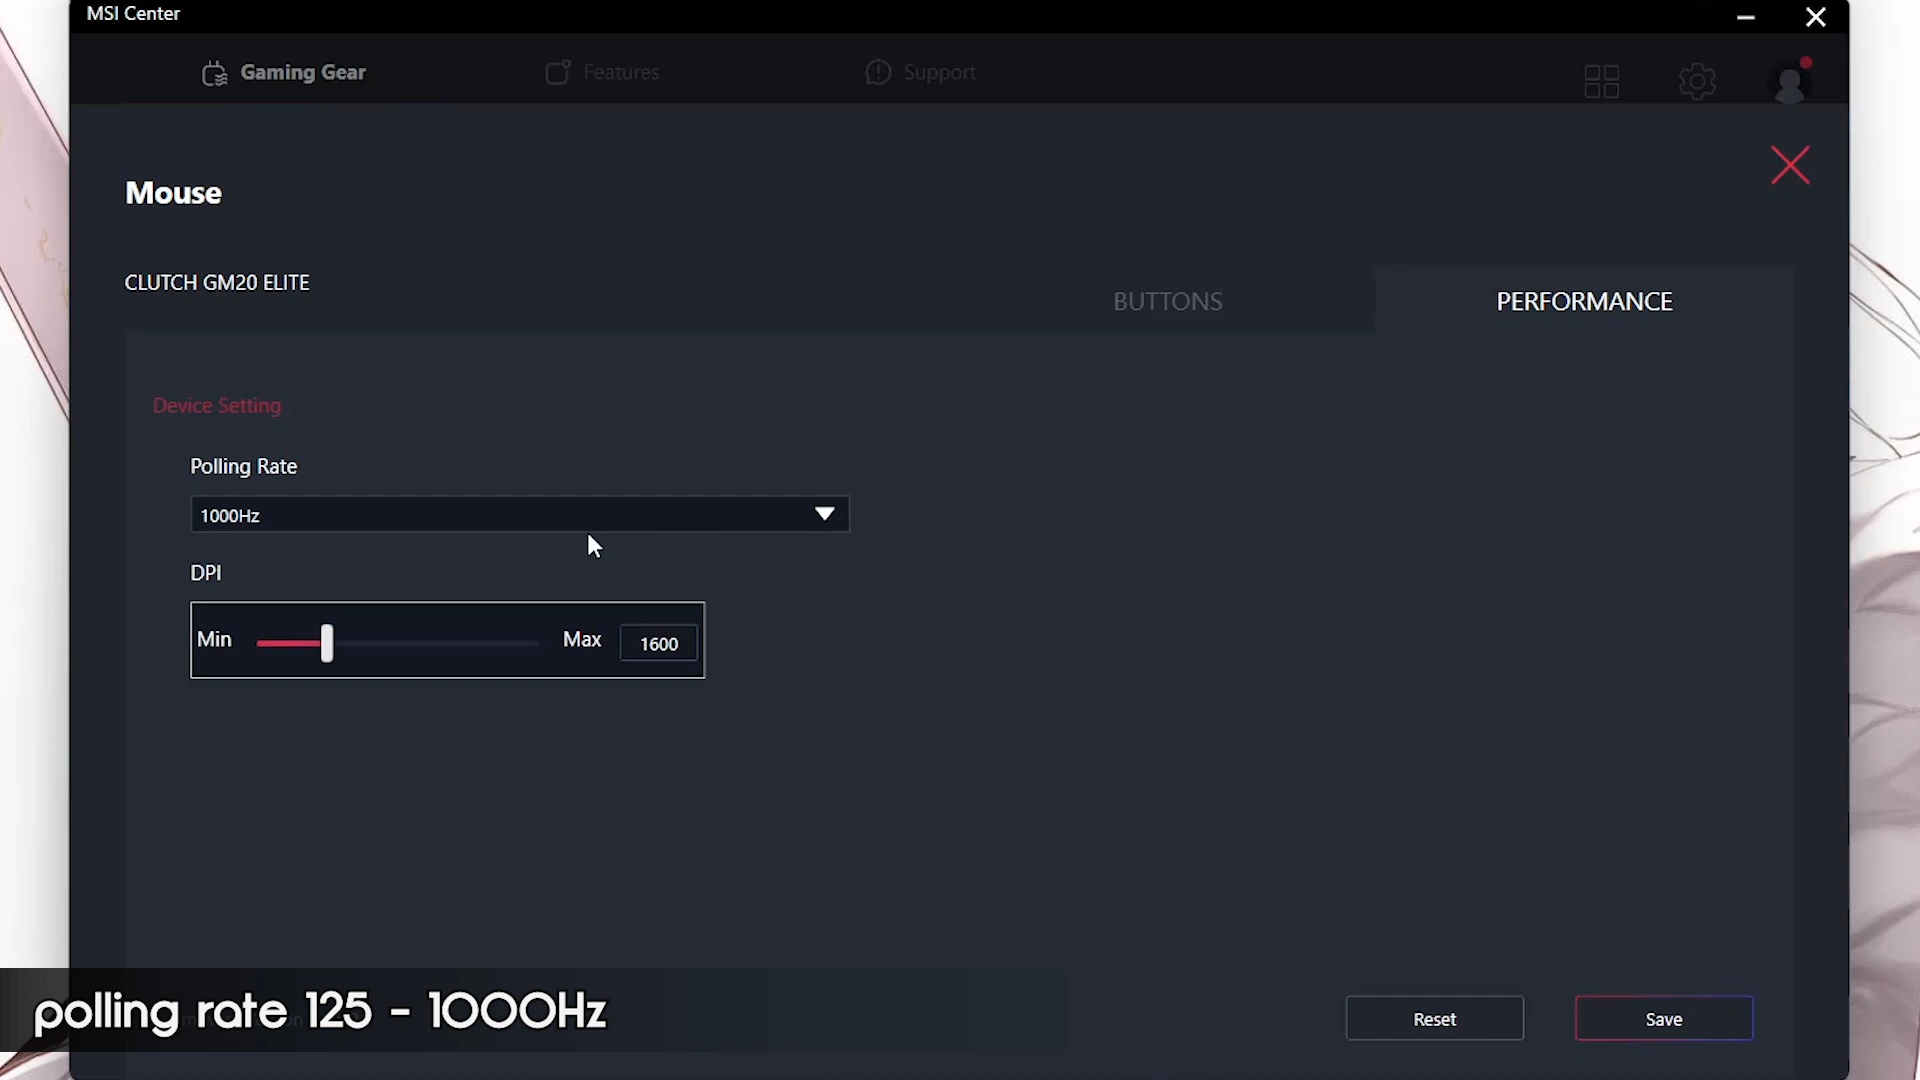 MSI Center
Gaming Gear
Features
Support
Mouse
CLUTCH GM20 ELITE
BUTTONS
PERFORMANCE
Device Setting
Polling Rate
1000Hz
DPI
Min
Max
1600
polling rate 125 - 1000Hz
Reset
Save